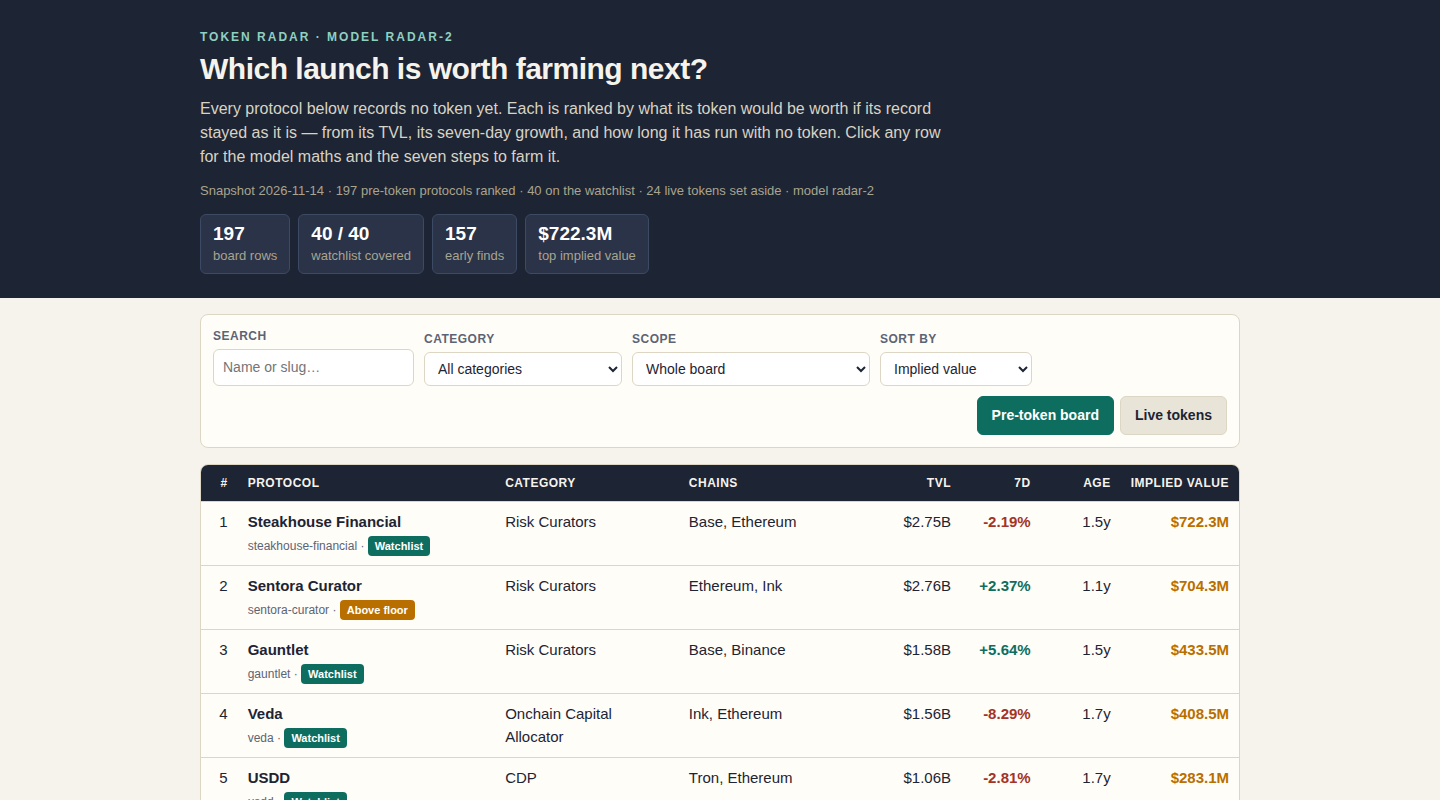 TOKEN RADAR · MODEL RADAR-2
Which launch is worth farming next?
Every protocol below records no token yet. Each is ranked by what its token would be worth if its record
stayed as it is — from its TVL, its seven-day growth, and how long it has run with no token. Click any row
for the model maths and the seven steps to farm it.
Snapshot 2026-11-14 · 197 pre-token protocols ranked · 40 on the watchlist · 24 live tokens set aside · model radar-2
197 40 / 40 157 $722.3M
board rows watchlist covered early finds top implied value
SEARCH CATEGORY SCOPE SORT BY
Name or slug… All categories Whole board Implied value
Pre-token board Live tokens
# PROTOCOL CATEGORY CHAINS TVL 7D AGE IMPLIED VALUE
1 Steakhouse Financial Risk Curators Base, Ethereum $2.75B -2.19% 1.5y $722.3M
steakhouse-financial · Watchlist
2 Sentora Curator Risk Curators Ethereum, Ink $2.76B +2.37% 1.1y $704.3M
sentora-curator · Above floor
3 Gauntlet Risk Curators Base, Binance $1.58B +5.64% 1.5y $433.5M
gauntlet · Watchlist
4 Veda Onchain Capital Ink, Ethereum $1.56B -8.29% 1.7y $408.5M
veda · Watchlist Allocator
5 USDD CDP Tron, Ethereum $1.06B -2.81% 1.7y $283.1M
usdd · Watchlist